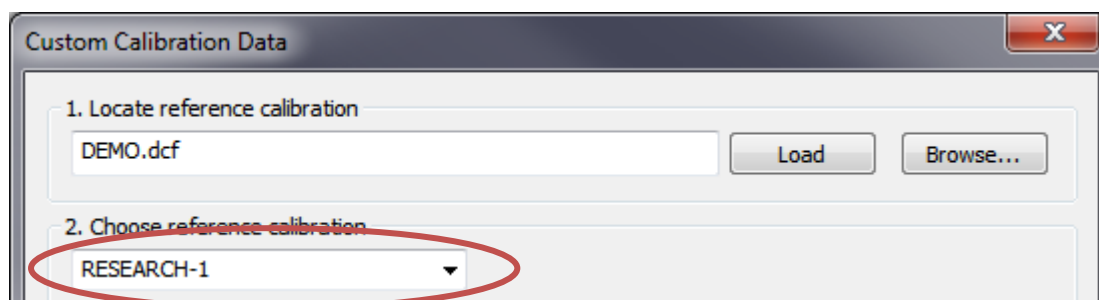 Custom Calibration Data
1. Locate reference calibration
DEMO.dcf Load Browse...
2. Choose reference calibration
RESEARCH-1